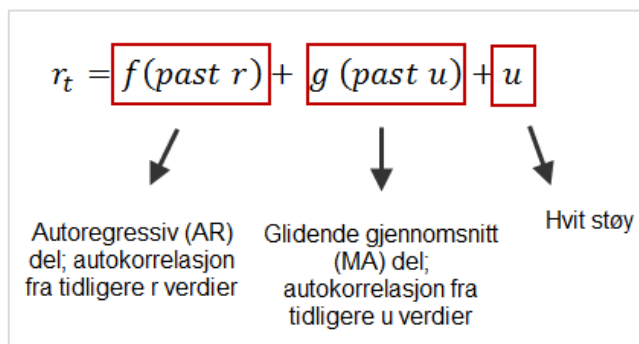 r_t = f(past r) + g (past u) + u
Autoregressiv (AR)
del; autokorrelasjon
fra tidligere r verdier
Glidende gjennomsnitt
(MA) del;
autokorrelasjon fra
tidligere u verdier
Hvit støy